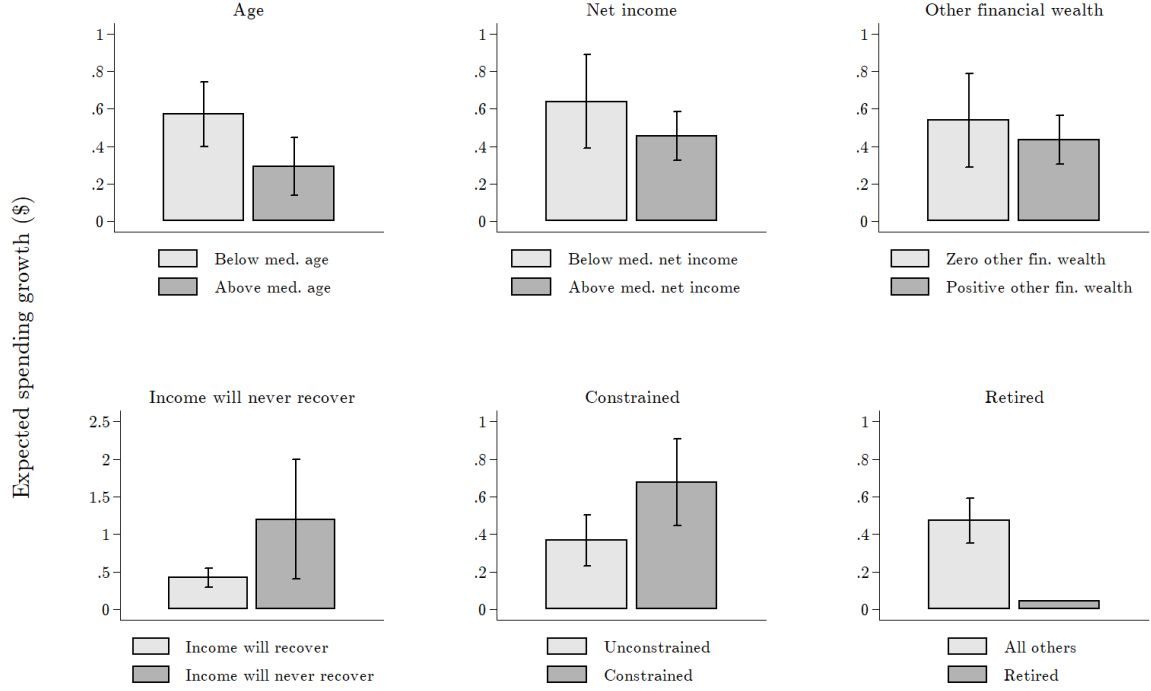 Expected spending growth ($)
Age
1
.8
.6
.4
.2
0
Below med. age
Above med. age
Net income
1
.8
.6
.4
.2
0
Below med. net income
Above med. net income
Other financial wealth
1
.8
.6
.4
.2
0
Zero other fin. wealth
Positive other fin. wealth
Income will never recover
2.5
2
1.5
1
.5
0
Income will recover
Income will never recover
Constrained
1
.8
.6
.4
.2
0
Unconstrained
Constrained
Retired
1
.8
.6
.4
.2
0
All others
Retired